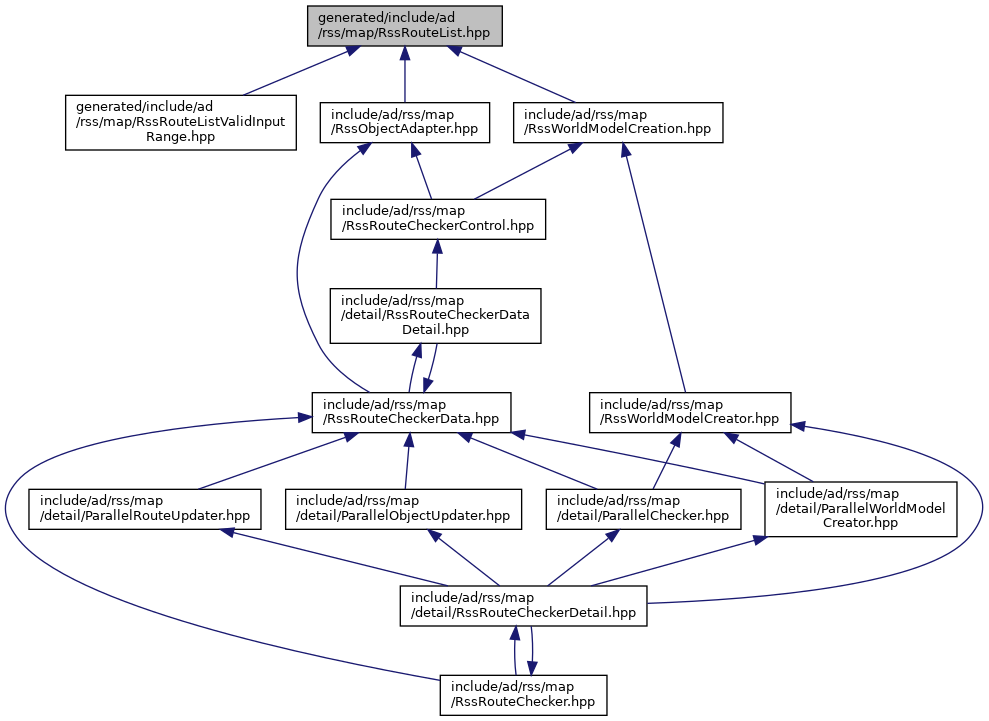 generated/include/ad
/rss/map/RssRouteList.hpp
generated/include/ad
/rss/map/RssRouteListValidInput
Range.hpp
include/ad/rss/map
/RssObjectAdapter.hpp
include/ad/rss/map
/RssWorldModelCreation.hpp
include/ad/rss/map
/RssRouteCheckerControl.hpp
include/ad/rss/map
/detail/RssRouteCheckerData
Detail.hpp
include/ad/rss/map
/RssRouteCheckerData.hpp
include/ad/rss/map
/RssWorldModelCreator.hpp
include/ad/rss/map
/detail/ParallelRouteUpdater.hpp
include/ad/rss/map
/detail/ParallelObjectUpdater.hpp
include/ad/rss/map
/detail/ParallelChecker.hpp
include/ad/rss/map
/detail/ParallelWorldModel
Creator.hpp
include/ad/rss/map
/detail/RssRouteCheckerDetail.hpp
include/ad/rss/map
/RssRouteChecker.hpp